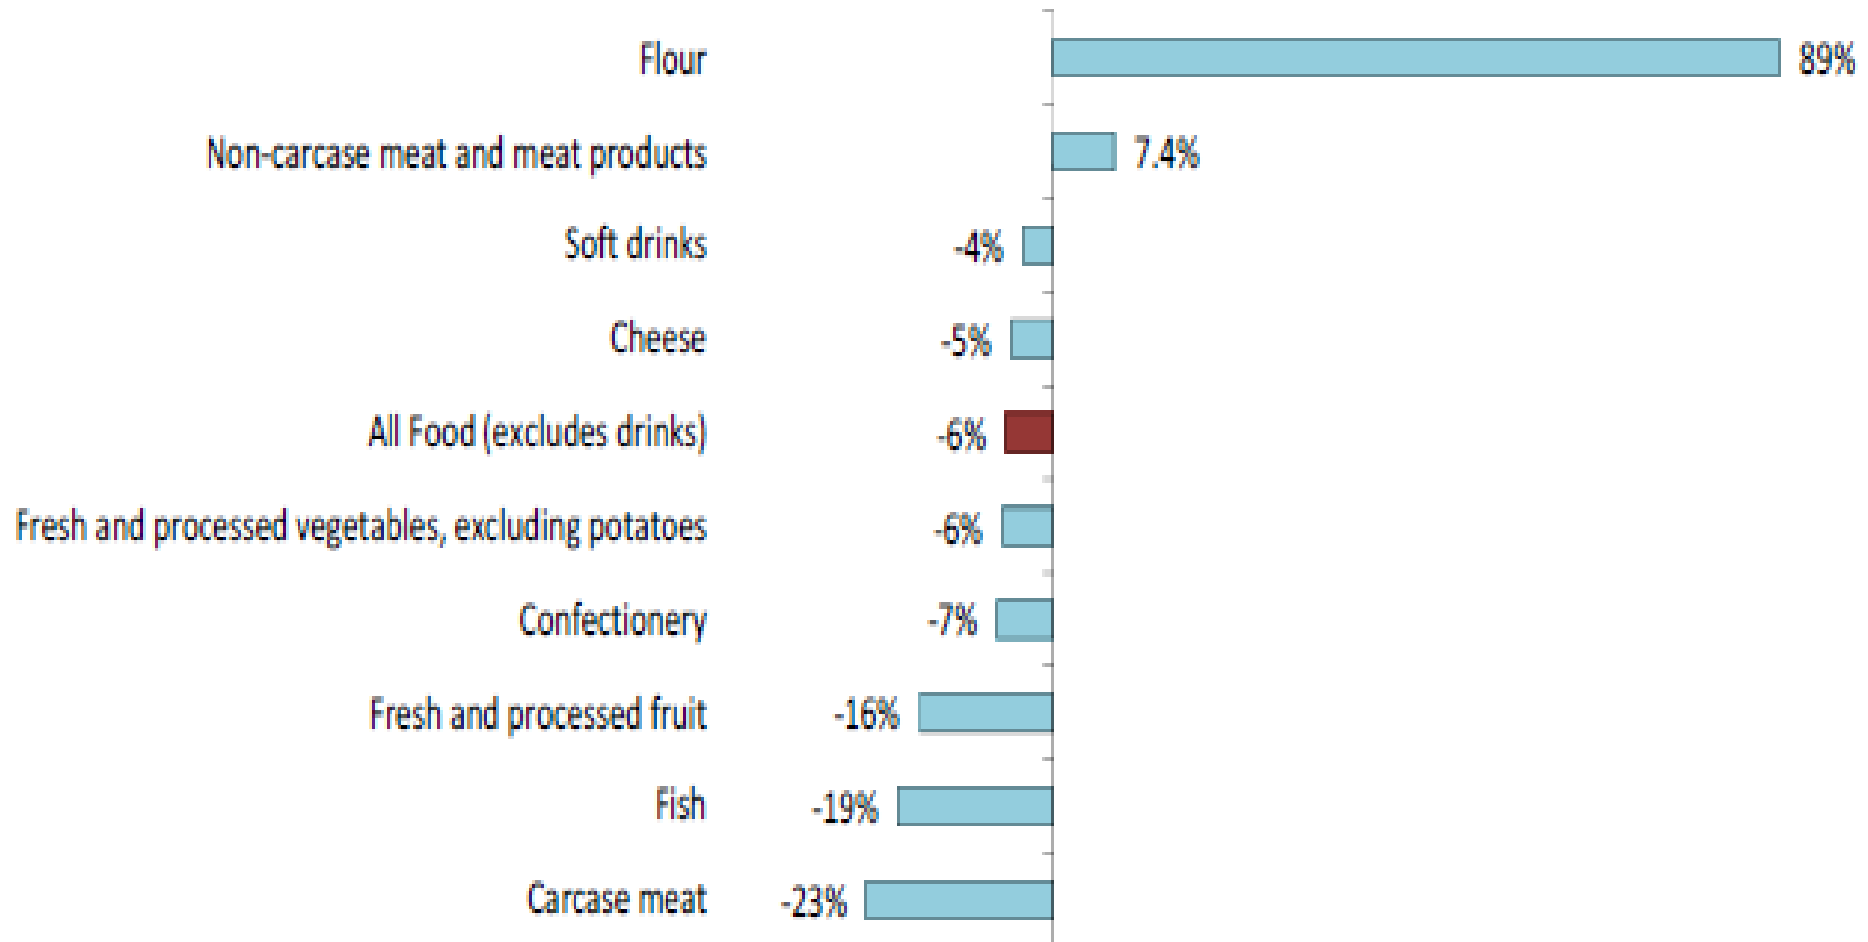 Flour 89%
Non-carcase meat and meat products 7.4%
Soft drinks -4%
Cheese -5%
All Food (excludes drinks) -6%
Fresh and processed vegetables, excluding potatoes -6%
Confectionery -7%
Fresh and processed fruit -16%
Fish -19%
Carcase meat -23%